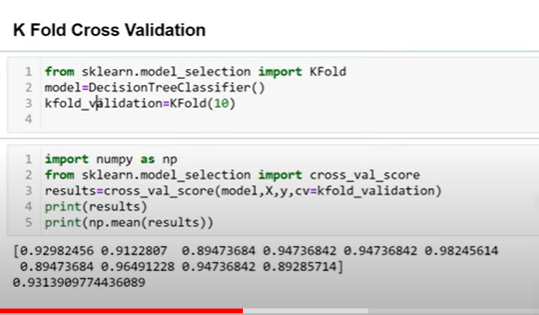 K Fold Cross Validation
1 from sklearn.model_selection import KFold
2 model=DecisionTreeClassifier()
3 kfold_validation=KFold(10)
4
1 import numpy as np
2 from sklearn.model_selection import cross_val_score
3 results=cross_val_score(model,X,y,cv=kfold_validation)
4 print(results)
5 print(np.mean(results))
[0.92982456 0.9122807  0.89473684 0.94736842 0.94736842 0.98245614
 0.89473684 0.96491228 0.94736842 0.89285714]
0.9313909774436089